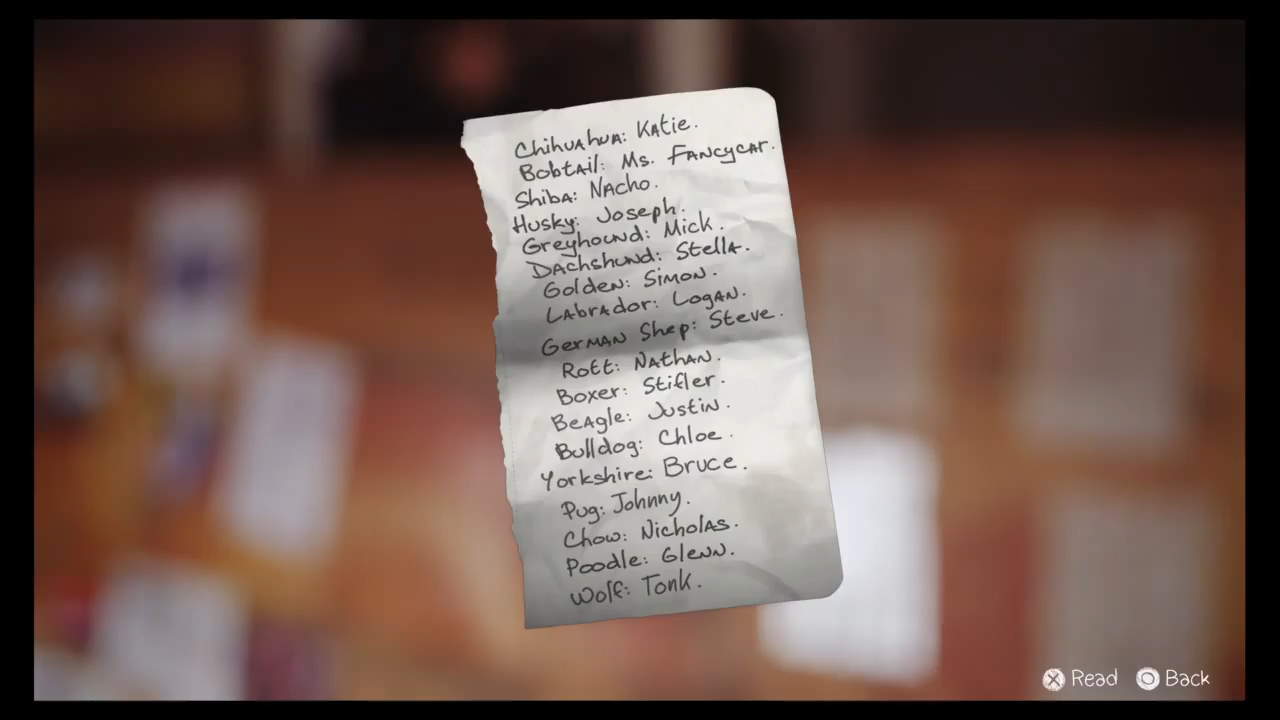 Chihuahua: Katie.
Bobtail: Ms. Fancycat.
Shiba: Nacho.
Husky: Joseph.
Greyhound: Mick.
Dachshund: Stella.
Golden: Simon.
Labrador: Logan.
German Shep: Steve.
Rott: Nathan.
Boxer: Stifler.
Beagle: Justin.
Bulldog: Chloe.
Yorkshire: Bruce.
Pug: Johnny.
Chow: Nicholas.
Poodle: Glenn.
Wolf: Tonk.
Read Back